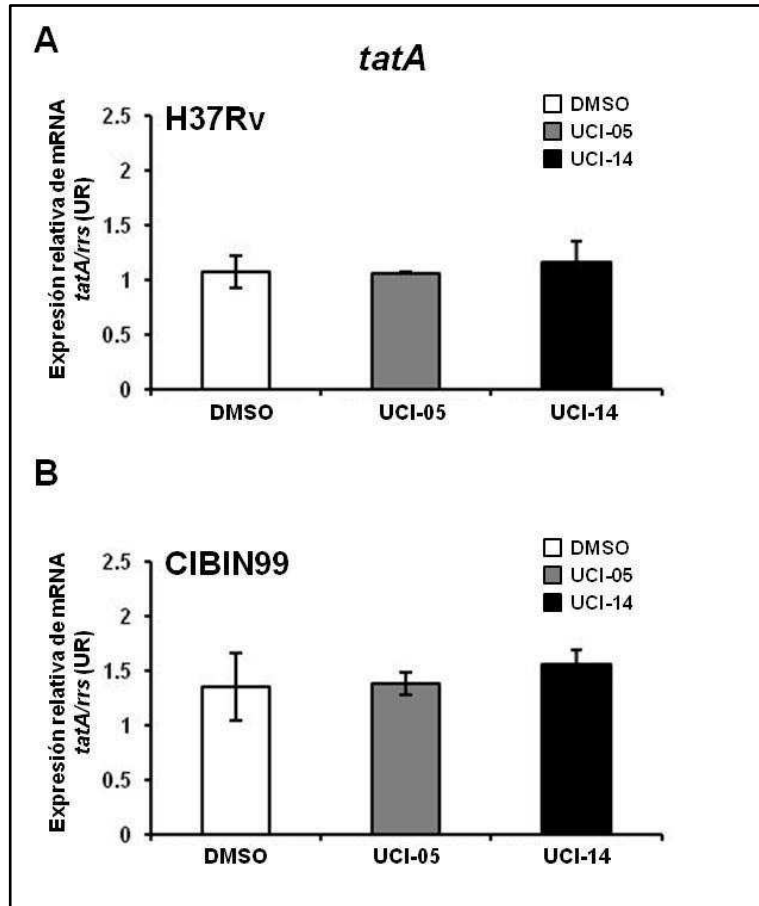 A
tatA
H37Rv
DMSO
UCI-05
UCI-14
Expresión relativa de mRNA
tatA/rrs (UR)
2.5
2
1.5
1
0.5
0
DMSO
UCI-05
UCI-14
B
CIBIN99
DMSO
UCI-05
UCI-14
Expresión relativa de mRNA
tatA/rrs (UR)
2.5
2
1.5
1
0.5
0
DMSO
UCI-05
UCI-14